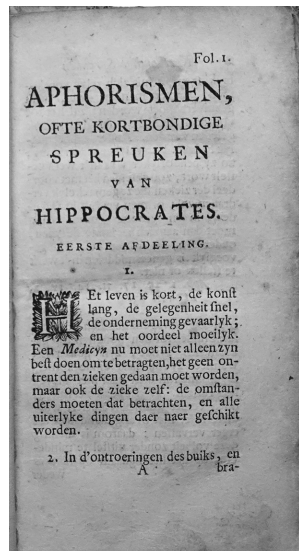 Fol. 1.
APHORISMEN,
OFTE KORTBONDIGE
SPREUKEN
VAN
HIPPOCRATES.
EERSTE AFDEELING.
1.
HEt leven is kort, de konſt
lang, de gelegenheit ſnel,
de onderneming gevaarlyk;
en het oordeel moeilyk.
Een Medicyn nu moet niet alleen zyn
beſt doen om te betragten, het geen on-
trent den zieken gedaan moet worden,
maar ook de zieke zelf: de omſtan-
ders moeten dat betrachten, en alle
uiterlyke dingen daer naer geſchikt
worden.
2. In d'ontroeringen des buiks, en
A bra-